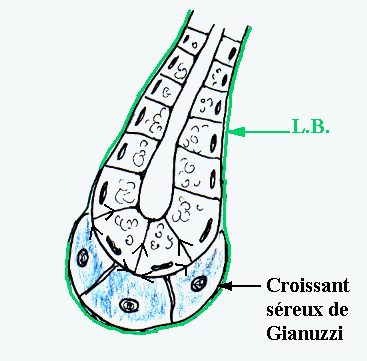 L.B.
Croissant
séreux de
Gianuzzi